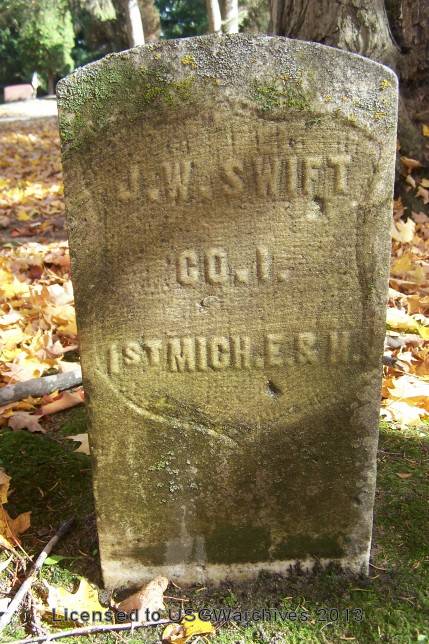 J.W. SWIFT
CO. I.
1ST MICH. E. & M.
Licensed to USGWarchives 2013